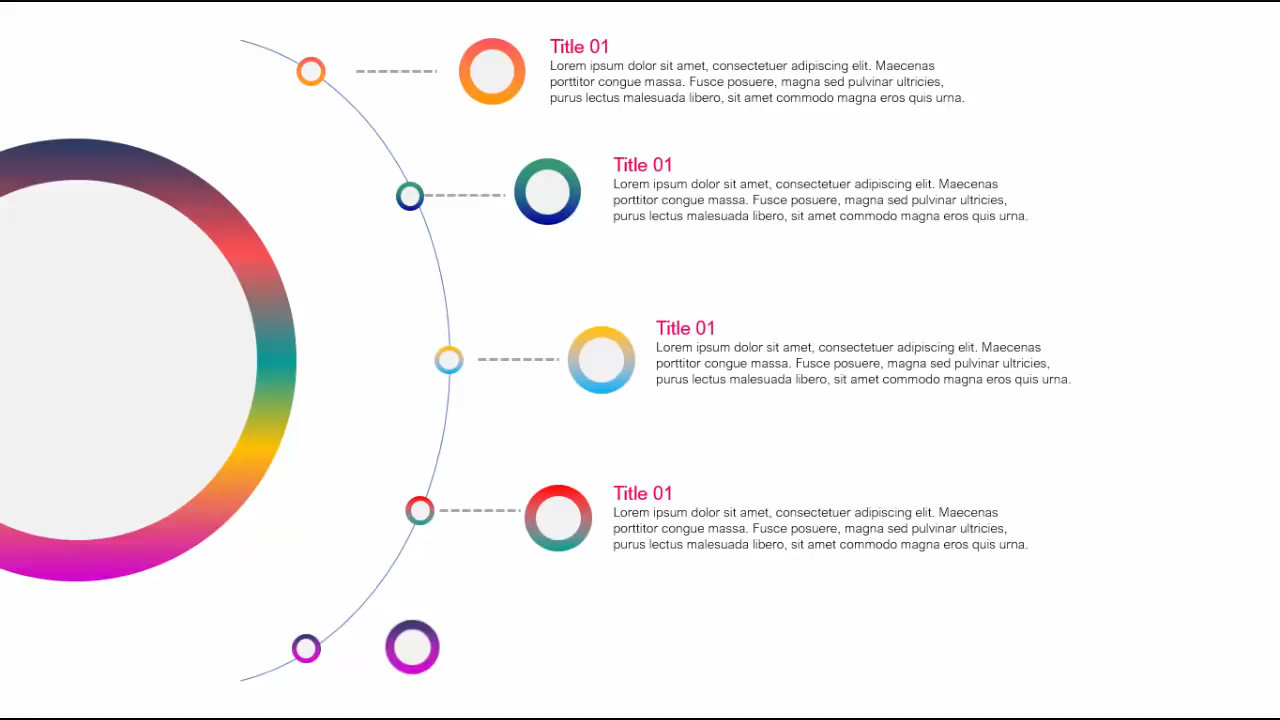 Title 01
Lorem ipsum dolor sit amet, consectetuer adipiscing elit. Maecenas
porttitor congue massa. Fusce posuere, magna sed pulvinar ultricies,
purus lectus malesuada libero, sit amet commodo magna eros quis urna.
Title 01
Lorem ipsum dolor sit amet, consectetuer adipiscing elit. Maecenas
porttitor congue massa. Fusce posuere, magna sed pulvinar ultricies,
purus lectus malesuada libero, sit amet commodo magna eros quis urna.
Title 01
Lorem ipsum dolor sit amet, consectetuer adipiscing elit. Maecenas
porttitor congue massa. Fusce posuere, magna sed pulvinar ultricies,
purus lectus malesuada libero, sit amet commodo magna eros quis urna.
Title 01
Lorem ipsum dolor sit amet, consectetuer adipiscing elit. Maecenas
porttitor congue massa. Fusce posuere, magna sed pulvinar ultricies,
purus lectus malesuada libero, sit amet commodo magna eros quis urna.